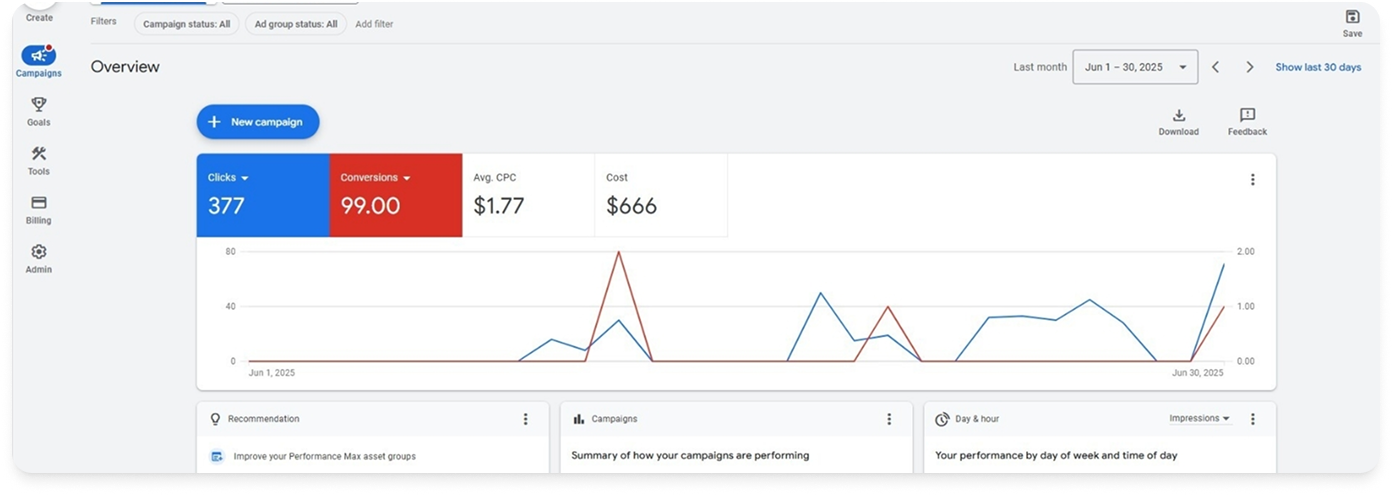 Create
Filters
Campaign status: All
Ad group status: All
Add filter
Save
Campaigns
Goals
Tools
Billing
Admin
Overview
Last month
Jun 1 – 30, 2025
Show last 30 days
New campaign
Download
Feedback
Clicks
377
Conversions
99.00
Avg. CPC
$1.77
Cost
$666
80
40
0
2.00
1.00
0.00
Jun 1, 2025
Jun 30, 2025
Recommendation
Improve your Performance Max asset groups
Campaigns
Summary of how your campaigns are performing
Day & hour
Impressions
Your performance by day of week and time of day